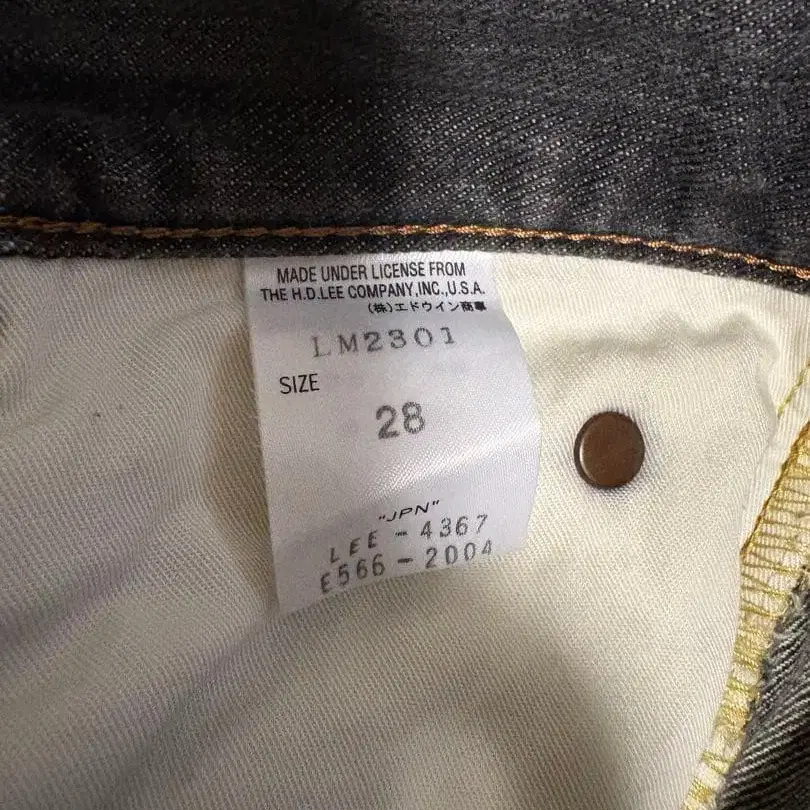 MADE UNDER LICENSE FROM
THE H.D.LEE COMPANY,INC.,U.S.A.
(株)エドウイン商事
LM2301
SIZE
28
"JPN"
LEE-4367
E566-2004